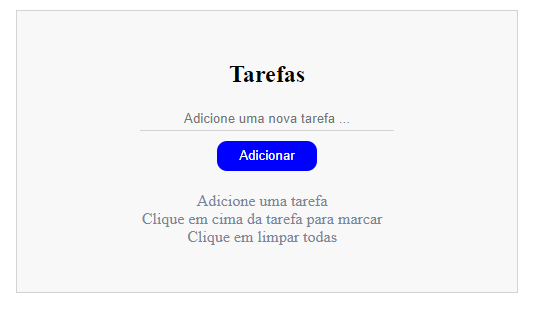 Tarefas
Adicione uma nova tarefa ...
Adicionar
Adicione uma tarefa
Clique em cima da tarefa para marcar
Clique em limpar todas